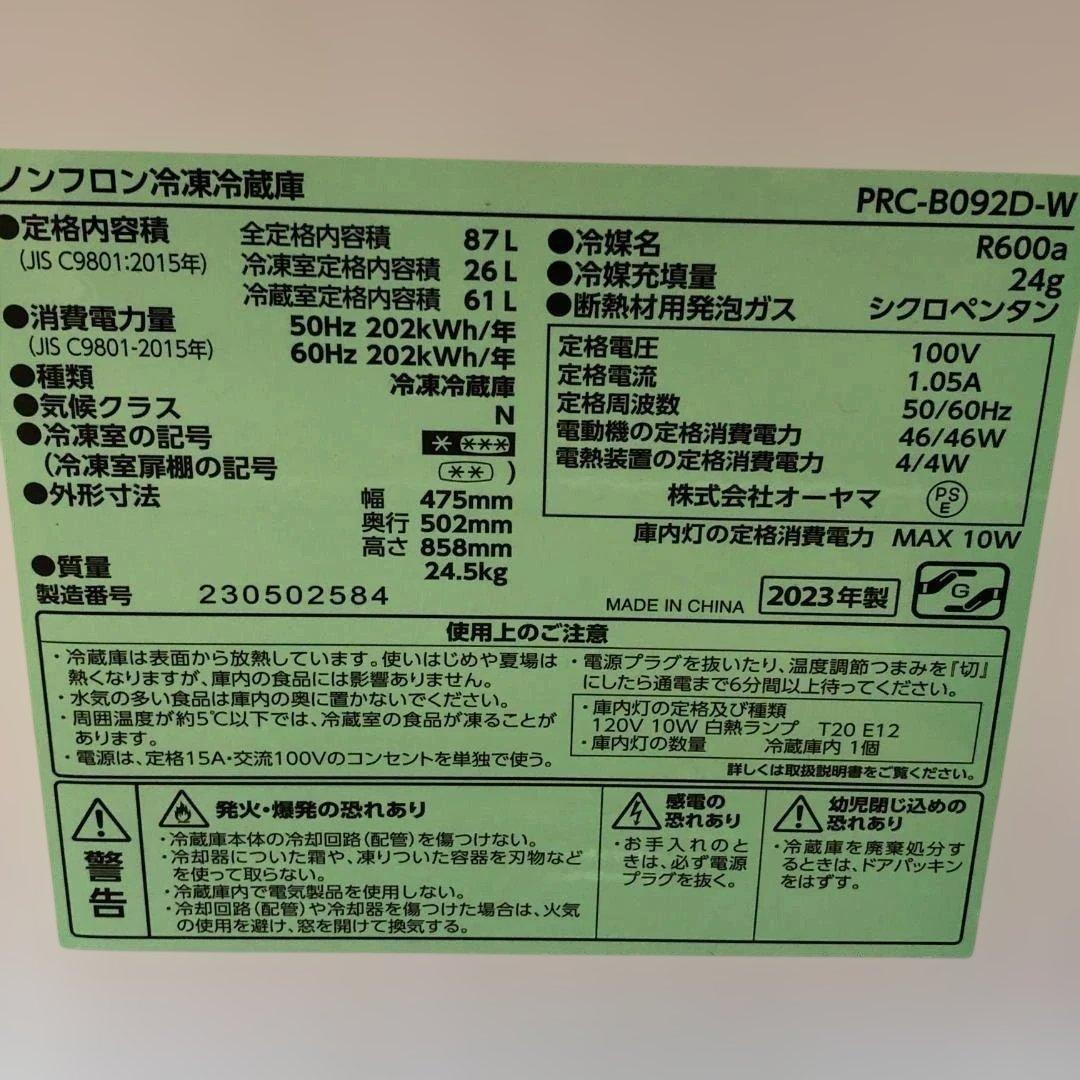 ノンフロン冷凍冷蔵庫
PRC-B092D-W
●定格内容積 全定格内容積 87L
(JIS C9801:2015年) 冷凍室定格内容積 26L
冷蔵室定格内容積 61L
●消費電力量 50Hz 202kWh/年
(JIS C9801-2015年) 60Hz 202kWh/年
●種類 冷凍冷蔵庫
●気候クラス N
●冷凍室の記号 * ***
(冷凍室扉棚の記号 ** )
●外形寸法 幅 475mm
奥行 502mm
高さ 858mm
●質量 24.5kg
製造番号 230502584
●冷媒名 R600a
●冷媒充填量 24g
●断熱材用発泡ガス シクロペンタン
定格電圧 100V
定格電流 1.05A
定格周波数 50/60Hz
電動機の定格消費電力 46/46W
電熱装置の定格消費電力 4/4W
株式会社オーヤマ PSE
庫内灯の定格消費電力 MAX 10W
MADE IN CHINA 2023年製 G
使用上のご注意
・冷蔵庫は表面から放熱しています。使いはじめや夏場は
熱くなりますが、庫内の食品には影響ありません。
・水気の多い食品は庫内の奥に置かないでください。
・周囲温度が約5℃以下では、冷蔵室の食品が凍ることが
あります。
・電源は、定格15A・交流100Vのコンセントを単独で使う。
・電源プラグを抜いたり、温度調節つまみを『切』
にしたら通電まで6分間以上待ってください。
・庫内灯の定格及び種類
120V 10W 白熱ランプ T20 E12
・庫内灯の数量 冷蔵庫内 1個
詳しくは取扱説明書をご覧ください。
警告
発火・爆発の恐れあり
・冷蔵庫本体の冷却回路(配管)を傷つけない。
・冷却器についた霜や、凍りついた容器を刃物など
を使って取らない。
・冷蔵庫内で電気製品を使用しない。
・冷却回路(配管)や冷却器を傷つけた場合は、火気
の使用を避け、窓を開けて換気する。
感電の
恐れあり
・お手入れのと
きは、必ず電源
プラグを抜く。
幼児閉じ込めの
恐れあり
・冷蔵庫を廃棄処分す
るときは、ドアパッキン
をはずす。